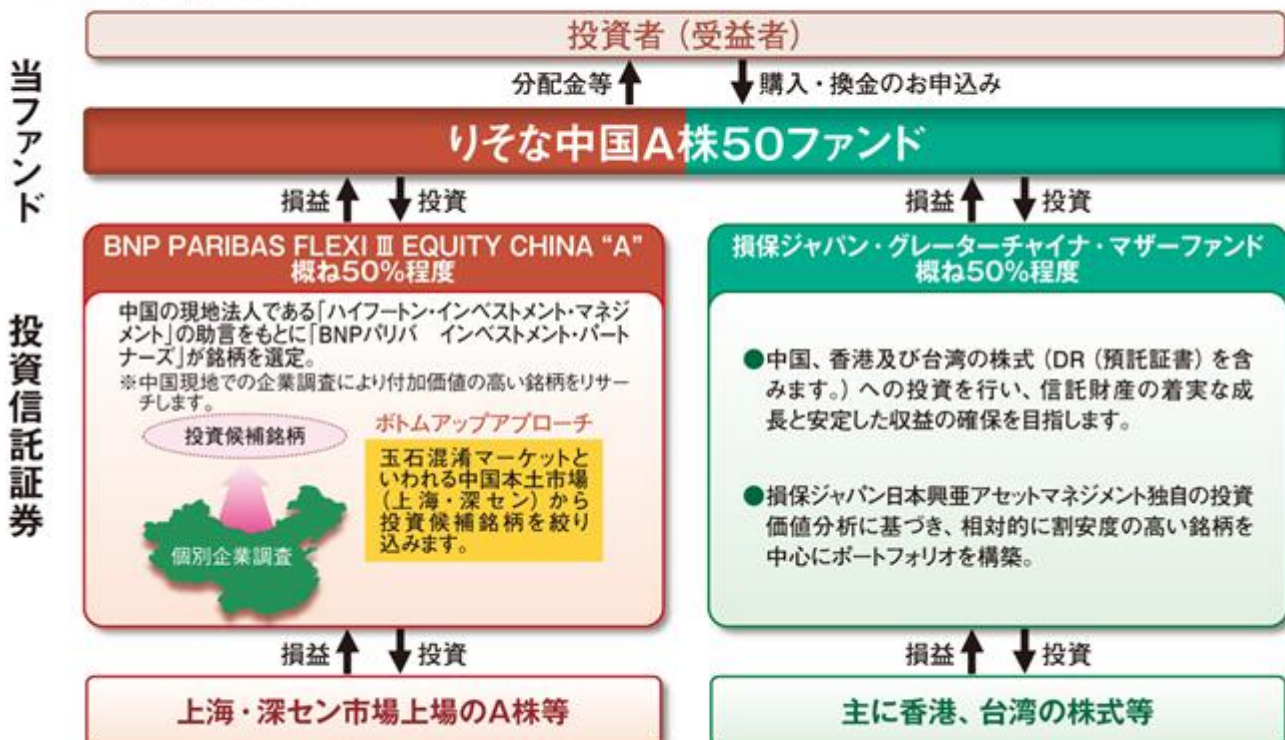 投資者（受益者）
分配金等
購入・換金のお申込み
当ファンド
りそな中国A株50ファンド
損益
投資
損益
投資
投資信託証券
BNP PARIBAS FLEXI Ⅲ EQUITY CHINA “A”
概ね50％程度
中国の現地法人である「ハイフートン・インベストメント・マネジ
メント」の助言をもとに「BNPパリバ　インベストメント・パート
ナーズ」が銘柄を選定。
※中国現地での企業調査により付加価値の高い銘柄をリサー
チします。
投資候補銘柄
個別企業調査
ボトムアップアプローチ
玉石混淆マーケットと
いわれる中国本土市場
（上海・深セン）から
投資候補銘柄を絞り
込みます。
損保ジャパン・グレーターチャイナ・マザーファンド
概ね50％程度
●中国、香港及び台湾の株式（DR（預託証書）を含
みます。）への投資を行い、信託財産の着実な成
長と安定した収益の確保を目指します。
●損保ジャパン日本興亜アセットマネジメント独自の投資
価値分析に基づき、相対的に割安度の高い銘柄を
中心にポートフォリオを構築。
損益
投資
損益
投資
上海・深セン市場上場のA株等
主に香港、台湾の株式等